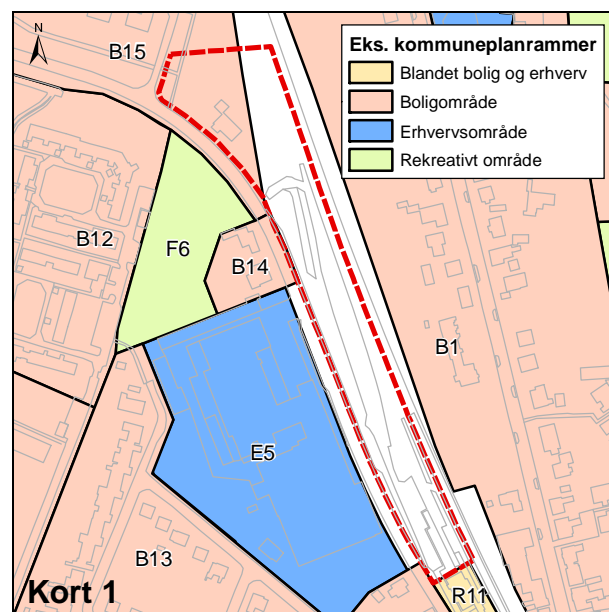 N
B15
Eks. kommuneplanrammer
Blandet bolig og erhverv
Boligområde
Erhvervsområde
Rekreativt område
B12
F6
B14
B1
E5
B13
R11
Kort 1